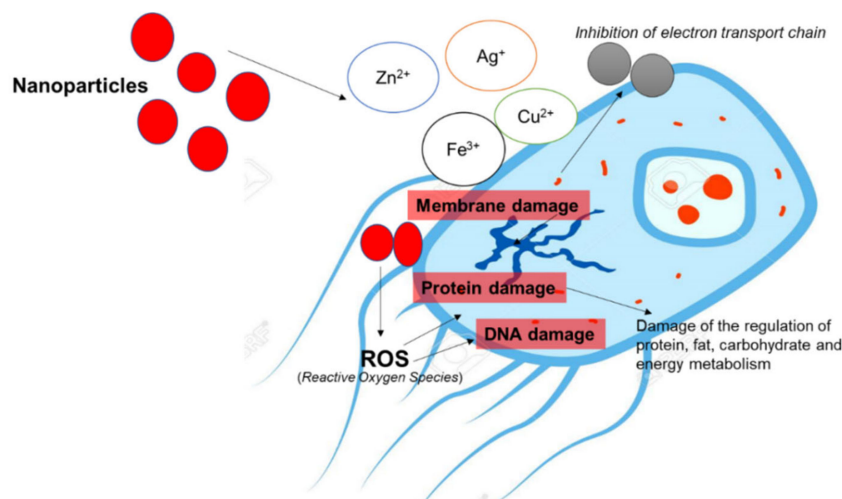 Inhibition of electron transport chain
Nanoparticles
Zn²⁺
Ag⁺
Cu²⁺
Fe³⁺
Membrane damage
Protein damage
DNA damage
ROS
(Reactive Oxygen Species)
Damage of the regulation of
protein, fat, carbohydrate and
energy metabolism